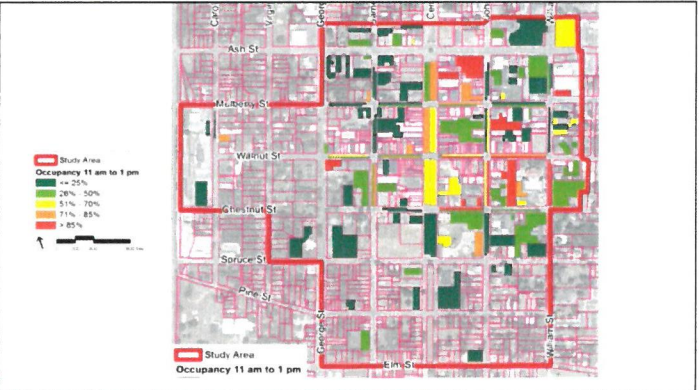 Ash St
Mulberry St
Walnut St
Chestnut St
Spruce St
Pine St
Elm St
George St
William St
Study Area
Occupancy 11 am to 1 pm
<= 25%
26% - 50%
51% - 70%
71% - 85%
> 85%
Study Area
Occupancy 11 am to 1 pm